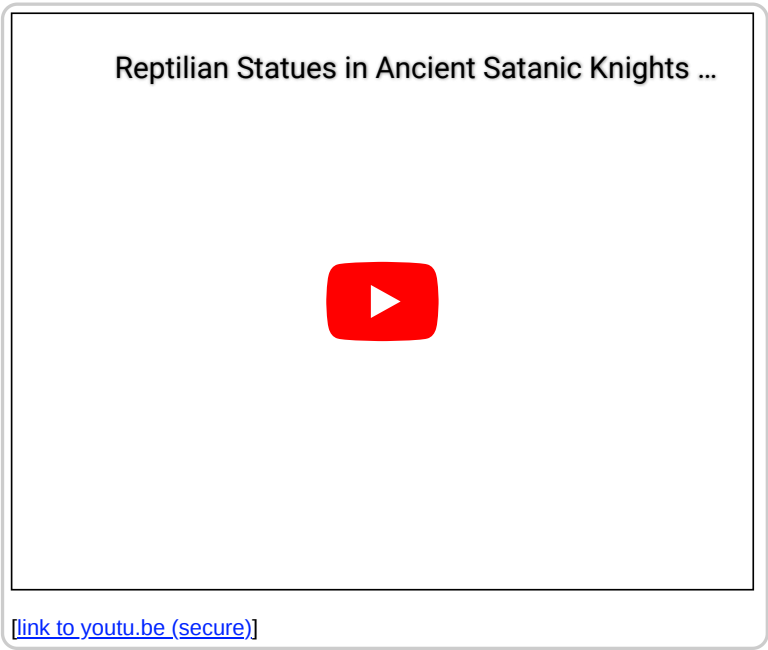 Reptilian Statues in Ancient Satanic Knights ...
[link to youtu.be (secure)]